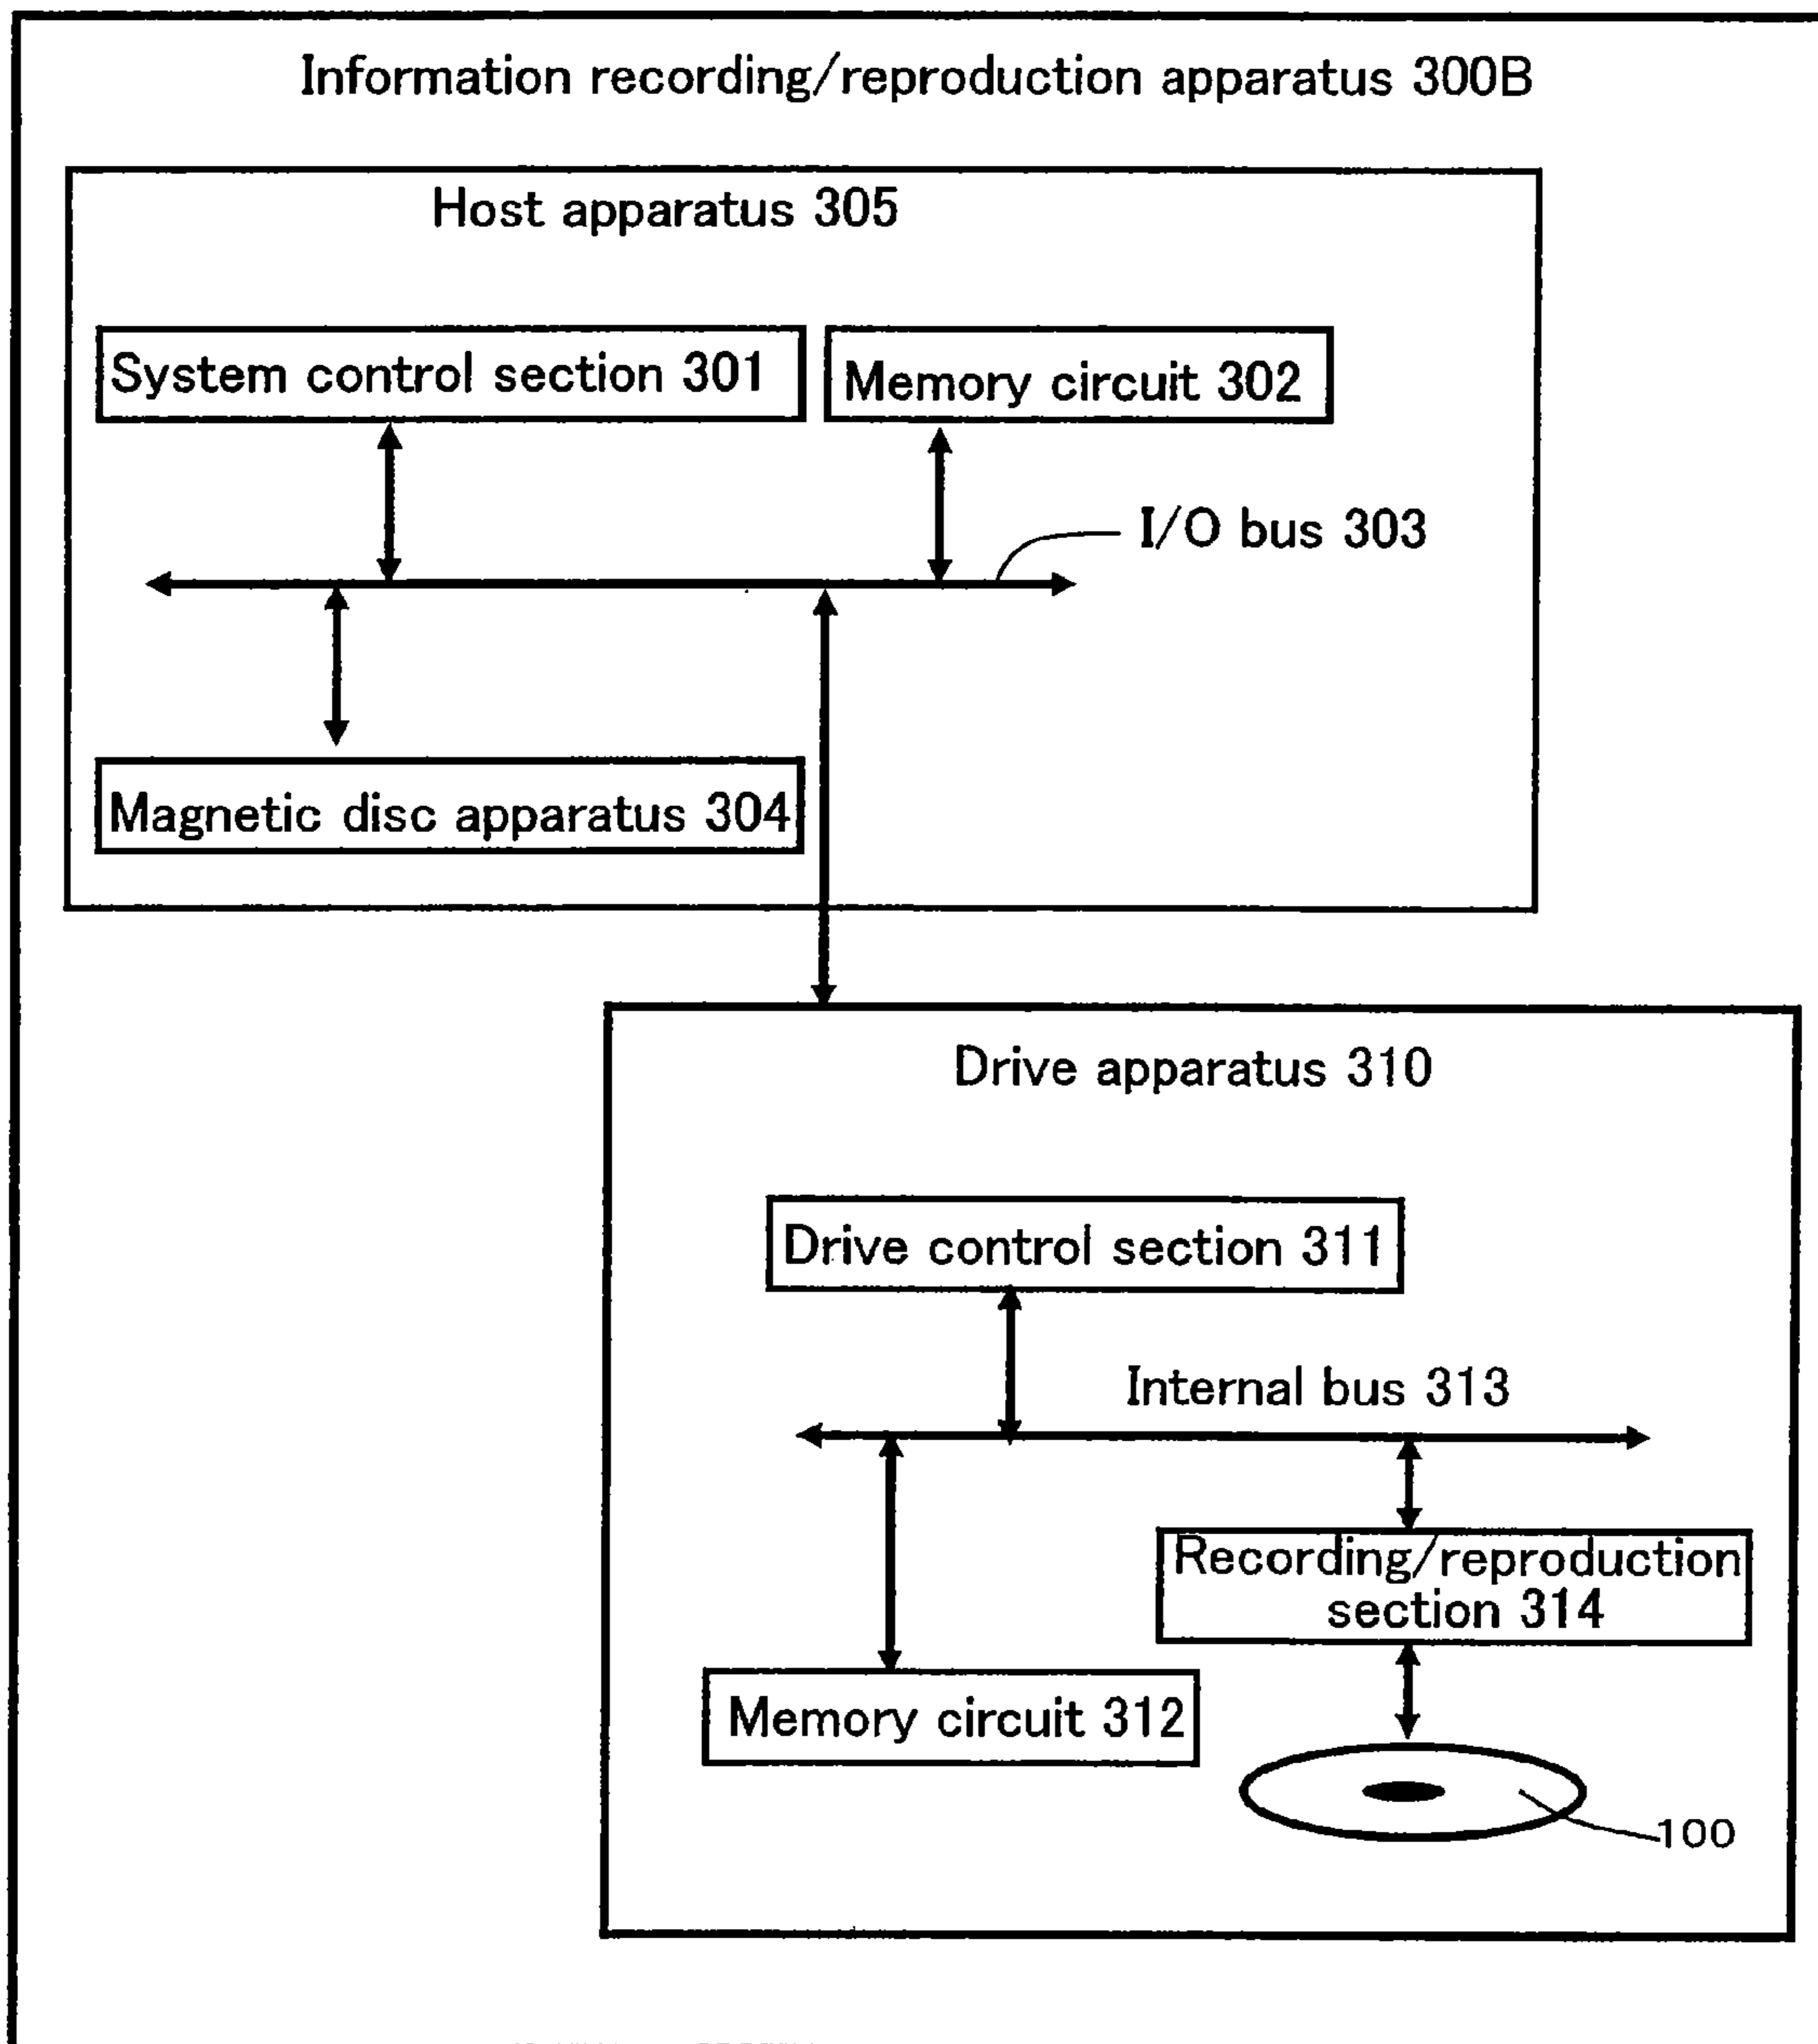 Information recording/reproduction apparatus 300B
Host apparatus 305
System control section 301
Memory circuit 302
I/O bus 303
Magnetic disc apparatus 304
Drive apparatus 310
Drive control section 311
Internal bus 313
Recording/reproduction
section 314
Memory circuit 312
100